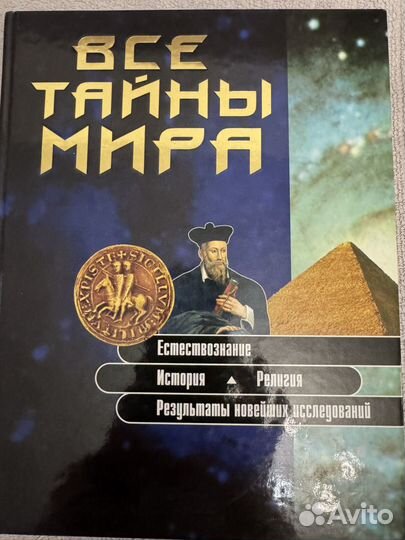 ВСЕ
ТАЙНЫ
МИРА
Естествознание
История Религия
Результаты новейших исследований
Avito